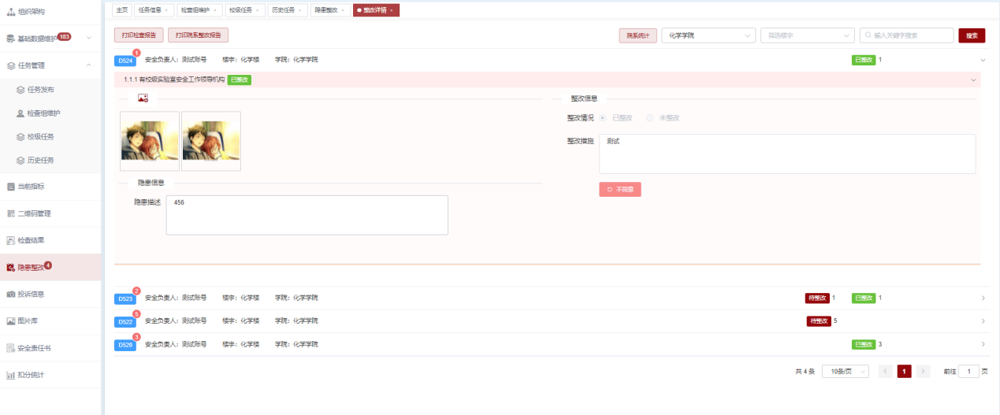 组织架构
基础数据维护 183
任务管理
任务发布
检查组维护
校级任务
历史任务
当前指标
二维码管理
检查结果
隐患整改 4
投诉信息
图片库
安全责任书
扣分统计
主页 任务信息 × 检查组维护 × 校级任务 × 历史任务 × 隐患整改 × 整改详情 ×
打印检查报告 打印院系整改报告 院系统计 化学学院 筛选楼宇 输入关键字搜索 搜索
D524 1 安全负责人：测试账号 楼宇：化学楼 学院：化学学院 已整改 1
1.1.1 有校级实验室安全工作领导机构 已整改
整改信息
整改情况 已整改 未整改
整改措施 测试
不同意
隐患信息
隐患描述 456
D523 2 安全负责人：测试账号 楼宇：化学楼 学院：化学学院 待整改 1 已整改 1
D522 5 安全负责人：测试账号 楼宇：化学楼 学院：化学学院 待整改 5
D520 3 安全负责人：测试账号 楼宇：化学楼 学院：化学学院 已整改 3
共 4 条 10条/页 < 1 > 前往 1 页